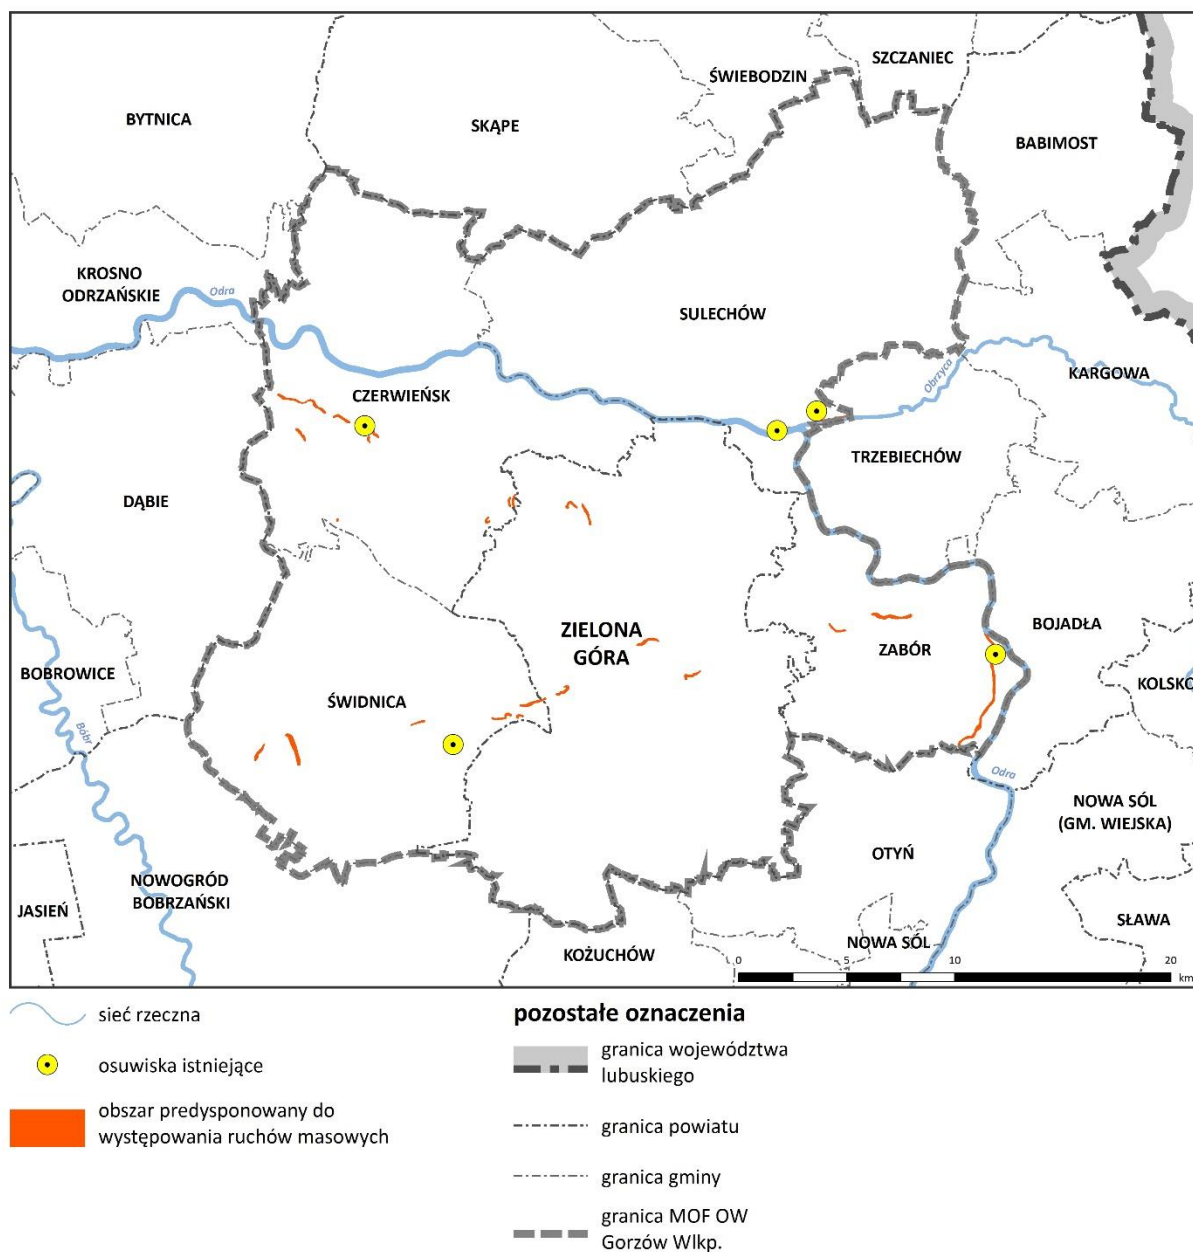 SZCZANIEC
ŚWIEBODZIN
BYTNICA
SKĄPE
BABIMOST
KROSNO
ODRZAŃSKIE
Odra
SULECHÓW
Obrzyca
KARGOWA
CZERWIEŃSK
TRZEBIECHÓW
DĄBIE
ZIELONA
GÓRA
BOJADŁA
ZABÓR
BOBROWICE
KOLSKO
ŚWIDNICA
Bóbr
Odra
NOWA SÓL
(GM. WIEJSKA)
OTYŃ
NOWOGRÓD
BOBRZAŃSKI
JASIEŃ
SŁAWA
NOWA SÓL
KOŻUCHÓW
0 5 10 20
km
sieć rzeczna
osuwiska istniejące
obszar predysponowany do
występowania ruchów masowych
pozostałe oznaczenia
granica województwa
lubuskiego
granica powiatu
granica gminy
granica MOF OW
Gorzów Wlkp.